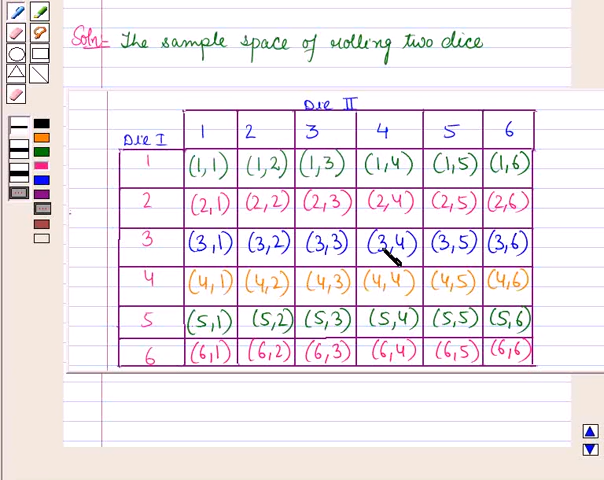 Soln:- The sample space of rolling two dice
Die II
Die I 1 2 3 4 5 6
1 (1,1) (1,2) (1,3) (1,4) (1,5) (1,6)
2 (2,1) (2,2) (2,3) (2,4) (2,5) (2,6)
3 (3,1) (3,2) (3,3) (3,4) (3,5) (3,6)
4 (4,1) (4,2) (4,3) (4,4) (4,5) (4,6)
5 (5,1) (5,2) (5,3) (5,4) (5,5) (5,6)
6 (6,1) (6,2) (6,3) (6,4) (6,5) (6,6)